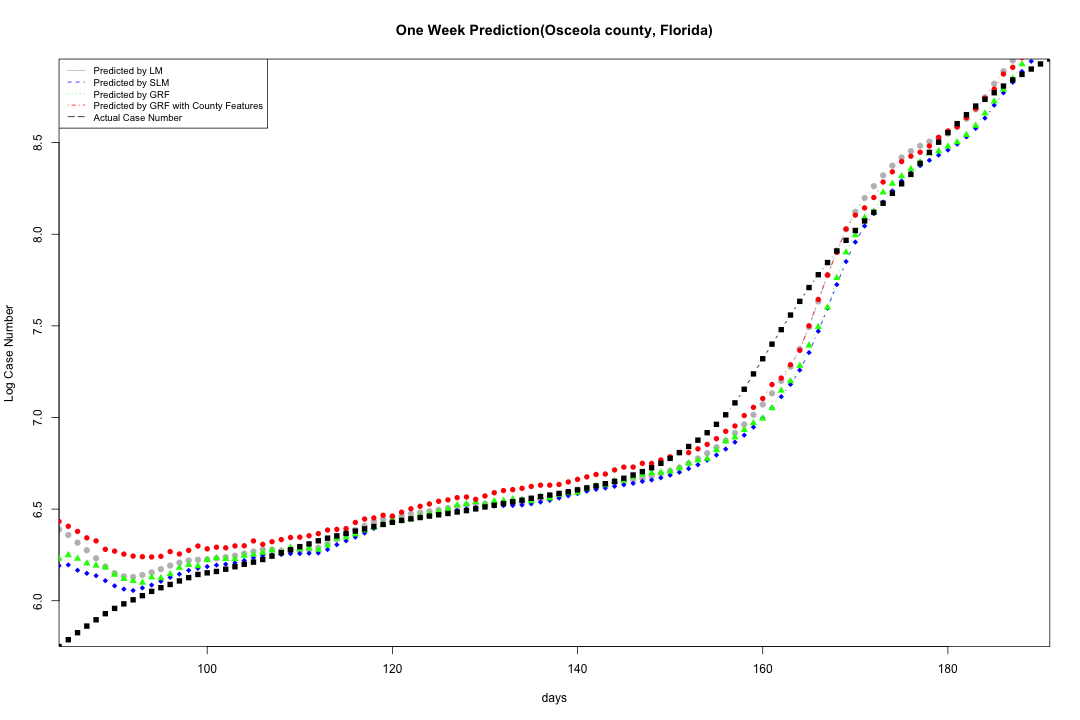 One Week Prediction(Osceola county, Florida)
Predicted by LM
Predicted by SLM
Predicted by GRF
Predicted by GRF with County Features
Actual Case Number
8.5
8.0
7.5
7.0
6.5
6.0
Log Case Number
100 120 140 160 180
days